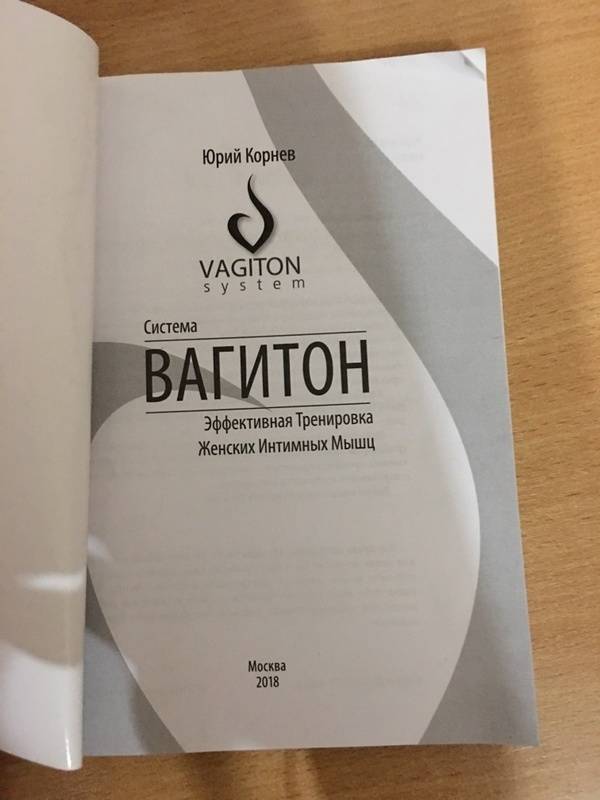 Юрий Корнев
VAGITON
system
Система
ВАГИТОН
Эффективная Тренировка
Женских Интимных Мышц
Москва
2018